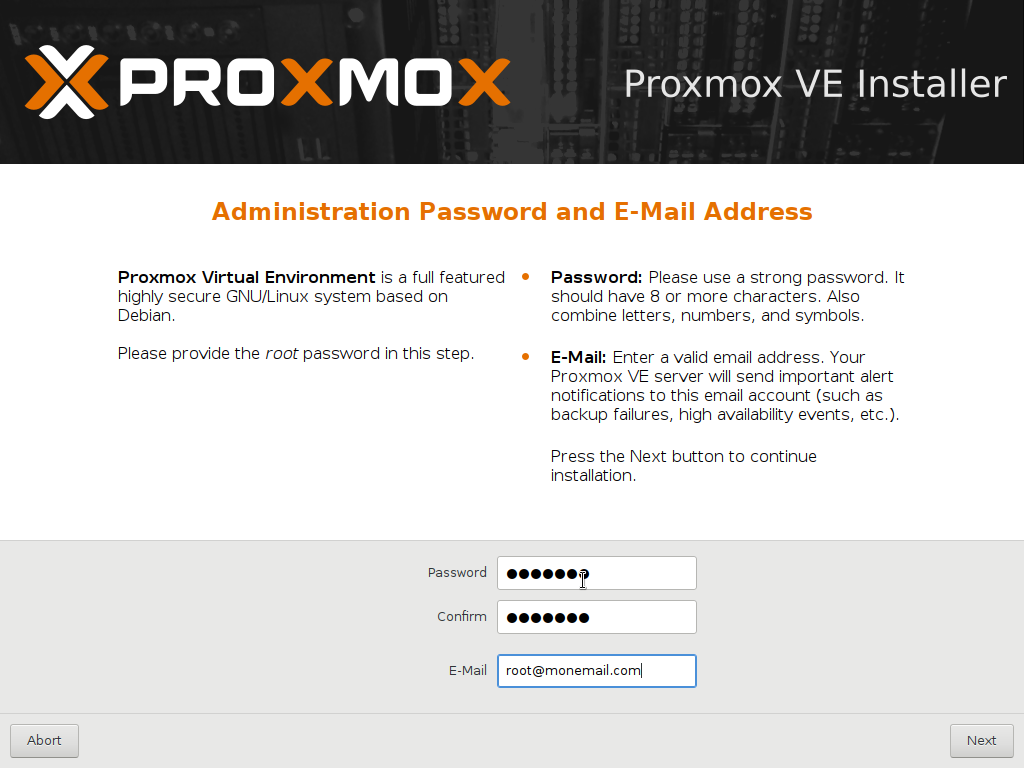 PROXMOX
Proxmox VE Installer
Administration Password and E-Mail Address
Proxmox Virtual Environment is a full featured
highly secure GNU/Linux system based on
Debian.
Please provide the root password in this step.
• Password: Please use a strong password. It
should have 8 or more characters. Also
combine letters, numbers, and symbols.
• E-Mail: Enter a valid email address. Your
Proxmox VE server will send important alert
notifications to this email account (such as
backup failures, high availability events, etc.).
Press the Next button to continue
installation.
Password ●●●●●●●
Confirm ●●●●●●●
E-Mail root@monemail.com
Abort
Next